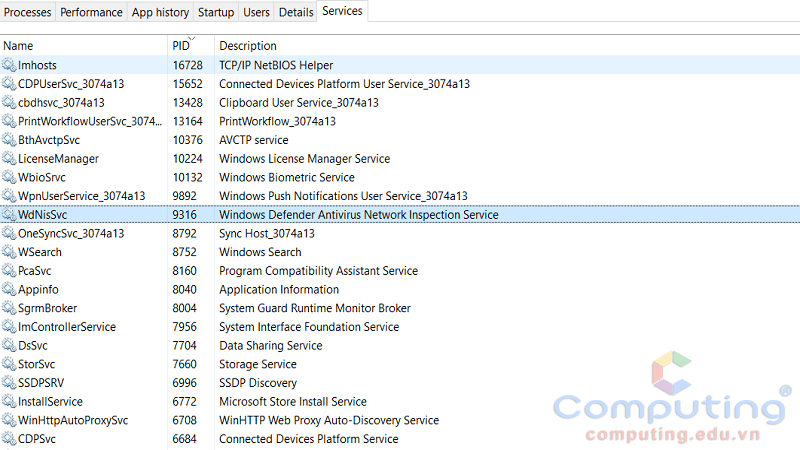 Processes Performance App history Startup Users Details Services
Name PID Description
lmhosts 16728 TCP/IP NetBIOS Helper
CDPUserSvc_3074a13 15652 Connected Devices Platform User Service_3074a13
cbdhsvc_3074a13 13428 Clipboard User Service_3074a13
PrintWorkflowUserSvc_3074... 13164 PrintWorkflow_3074a13
BthAvctpSvc 10376 AVCTP service
LicenseManager 10224 Windows License Manager Service
WbioSrvc 10132 Windows Biometric Service
WpnUserService_3074a13 9892 Windows Push Notifications User Service_3074a13
WdNisSvc 9316 Windows Defender Antivirus Network Inspection Service
OneSyncSvc_3074a13 8792 Sync Host_3074a13
WSearch 8752 Windows Search
PcaSvc 8160 Program Compatibility Assistant Service
Appinfo 8040 Application Information
SgrmBroker 8004 System Guard Runtime Monitor Broker
ImControllerService 7956 System Interface Foundation Service
DsSvc 7704 Data Sharing Service
StorSvc 7660 Storage Service
SSDPSRV 6996 SSDP Discovery
InstallService 6772 Microsoft Store Install Service
WinHttpAutoProxySvc 6708 WinHTTP Web Proxy Auto-Discovery Service
CDPSvc 6684 Connected Devices Platform Service
Computing®
computing.edu.vn